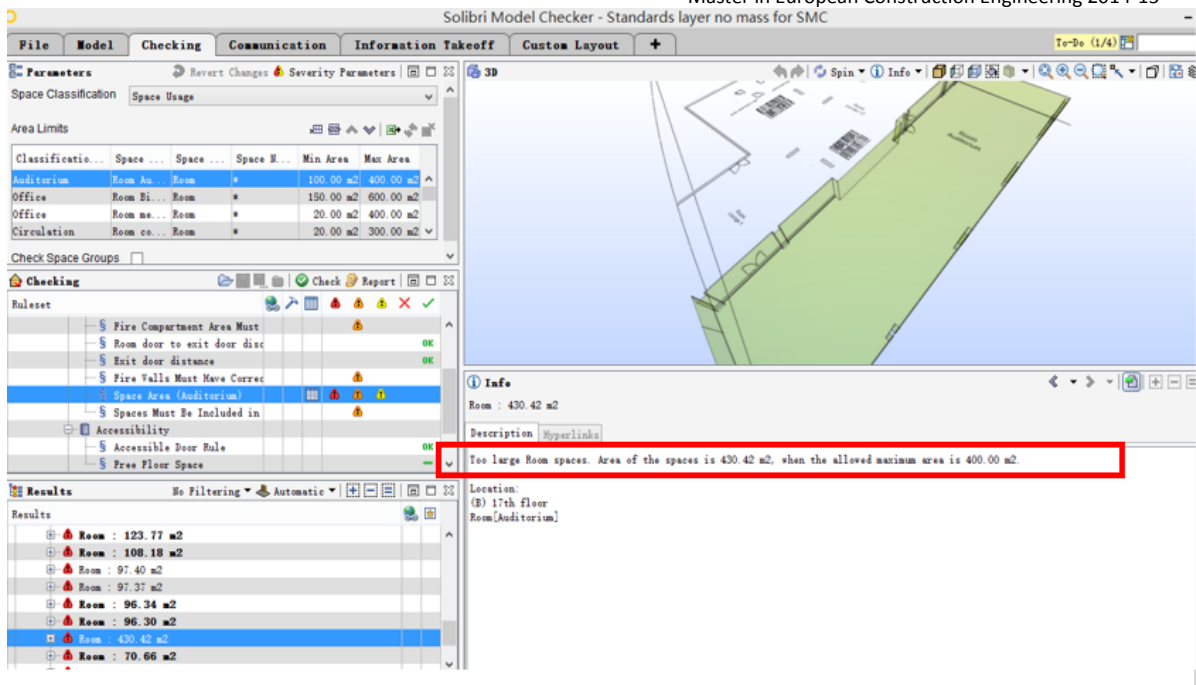 Master in European Construction Engineering 2014-15
Solibri Model Checker - Standards layer no mass for SMC
File Model Checking Communication Information Takeoff Custom Layout + To-Do (1/4)
Parameters Revert Changes Severity Parameters
Space Classification Space Usage
Area Limits
Classificatio... Space ... Space ... Space N... Min Area Max Area
Auditorium Room Au... Room * 100.00 m2 400.00 m2
Office Room Bi... Room * 150.00 m2 600.00 m2
Office Room me... Room * 20.00 m2 400.00 m2
Circulation Room co... Room * 20.00 m2 300.00 m2
Check Space Groups
Checking Check Report
Ruleset
§ Fire Compartment Area Must
§ Room door to exit door disc OK
§ Exit door distance OK
§ Fire Walls Must Have Correc
§ Space Area (Auditorium)
§ Spaces Must Be Included in
Accessibility
§ Accessible Door Rule OK
§ Free Floor Space
Results No Filtering Automatic
Results
Room : 123.77 m2
Room : 108.18 m2
Room : 97.40 m2
Room : 97.37 m2
Room : 96.34 m2
Room : 96.30 m2
Room : 430.42 m2
Room : 70.66 m2
3D Spin Info
Info
Room : 430.42 m2
Description Hyperlinks
Too large Room spaces. Area of the spaces is 430.42 m2, when the allowed maximum area is 400.00 m2.
Location:
(B) 17th floor
Room[Auditorium]